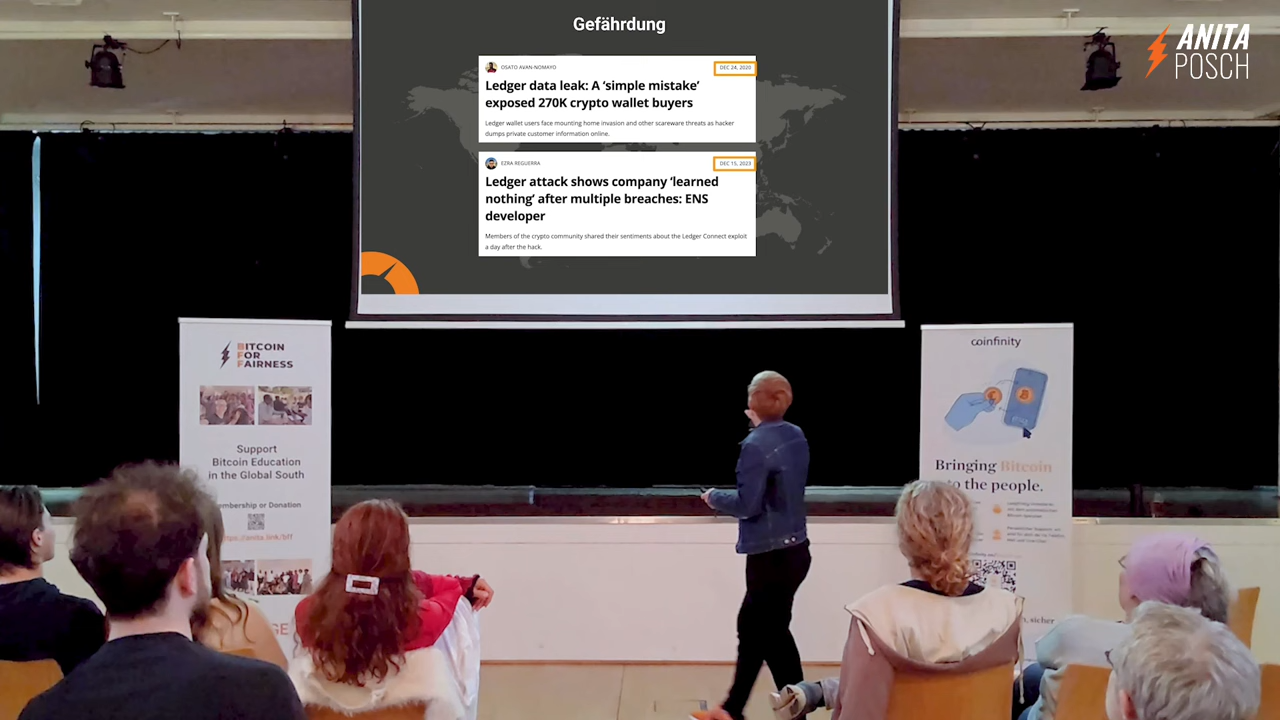 Gefährdung
OSATO AVAN-NOMAYO
DEC 24, 2020
Ledger data leak: A ‘simple mistake’
exposed 270K crypto wallet buyers
Ledger wallet users face mounting home invasion and other scareware threats as hacker
dumps private customer information online.
EZRA REGUERRA
DEC 15, 2023
Ledger attack shows company ‘learned
nothing’ after multiple breaches: ENS
developer
Members of the crypto community shared their sentiments about the Ledger Connect exploit
a day after the hack.
ANITA
POSCH
BITCOIN
FOR
FAIRNESS
Support
Bitcoin Education
in the Global South
Membership or Donation
coinfinity
Bringing Bitcoin
to the people.